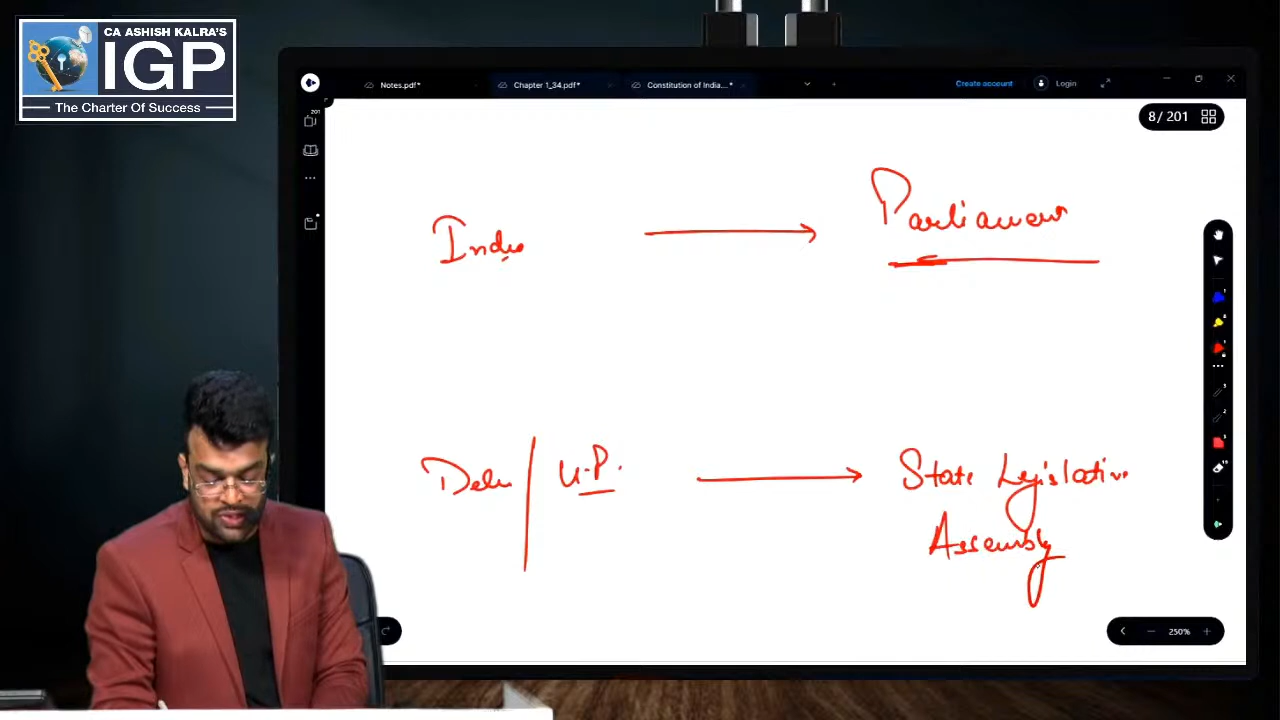 CA ASHISH KALRA'S
IGP
The Charter Of Success
Notes.pdf*
Chapter 1_34.pdf*
Constitution of India...*
Create account
Login
201
8 / 201
India → Parliament
Delhi / U.P. → State Legislative
Assembly
250%